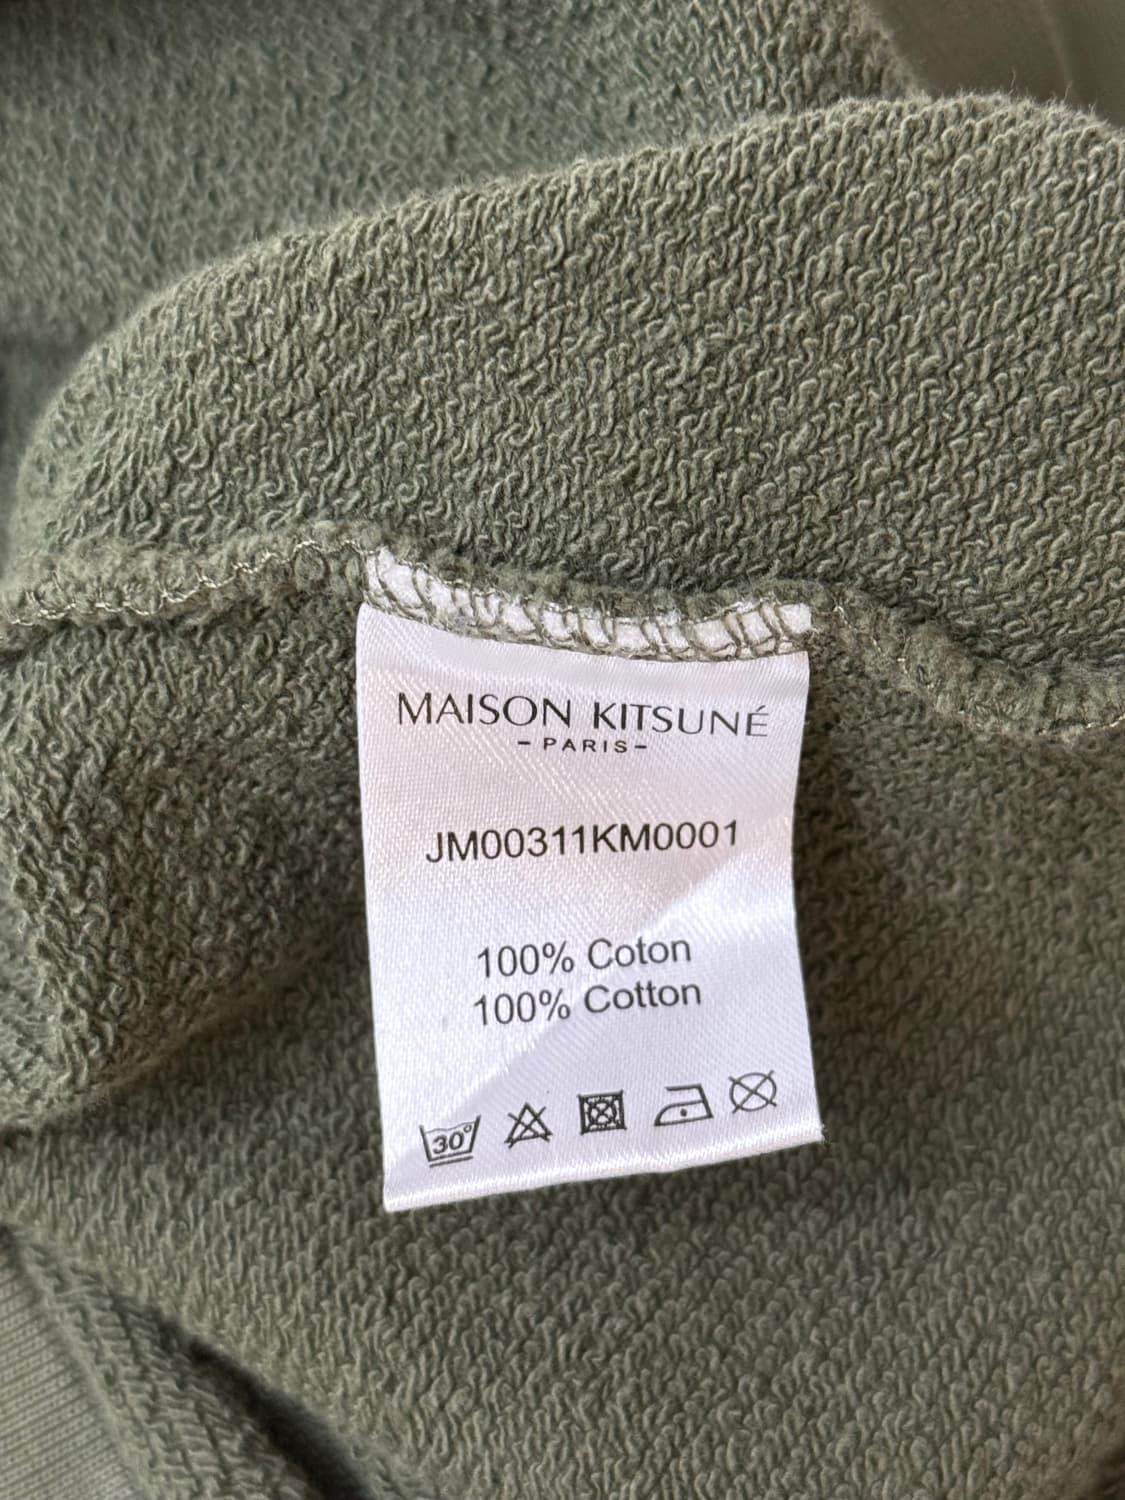 MAISON KITSUNÉ
- PARIS -
JM00311KM0001
100% Coton
100% Cotton
30°